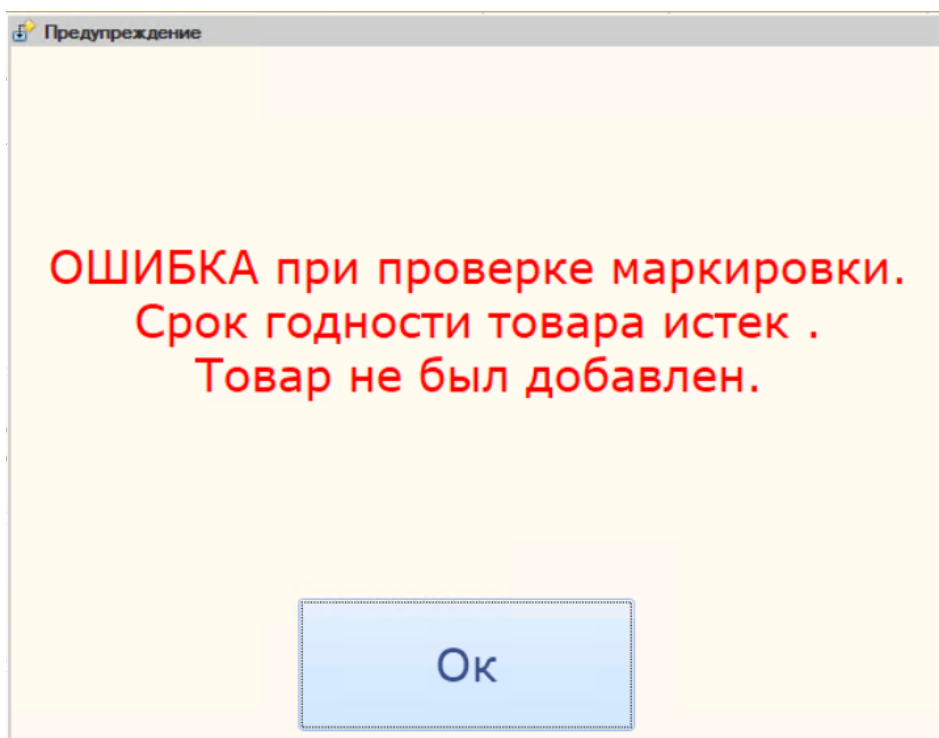 Предупреждение
ОШИБКА при проверке маркировки.
Срок годности товара истек .
Товар не был добавлен.
Ок